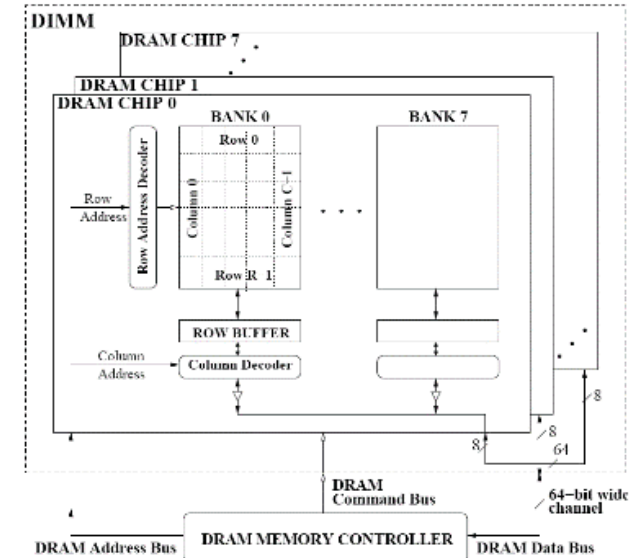 DIMM
DRAM CHIP 7
DRAM CHIP 1
DRAM CHIP 0
BANK 0
BANK 7
Row 0
Row Address Decoder
Column 0
Column C-1
Row
Address
Row R-1
ROW BUFFER
Column
Address
Column Decoder
8
8
8
64
DRAM
Command Bus
64-bit wide
channel
DRAM Address Bus
DRAM MEMORY CONTROLLER
DRAM Data Bus